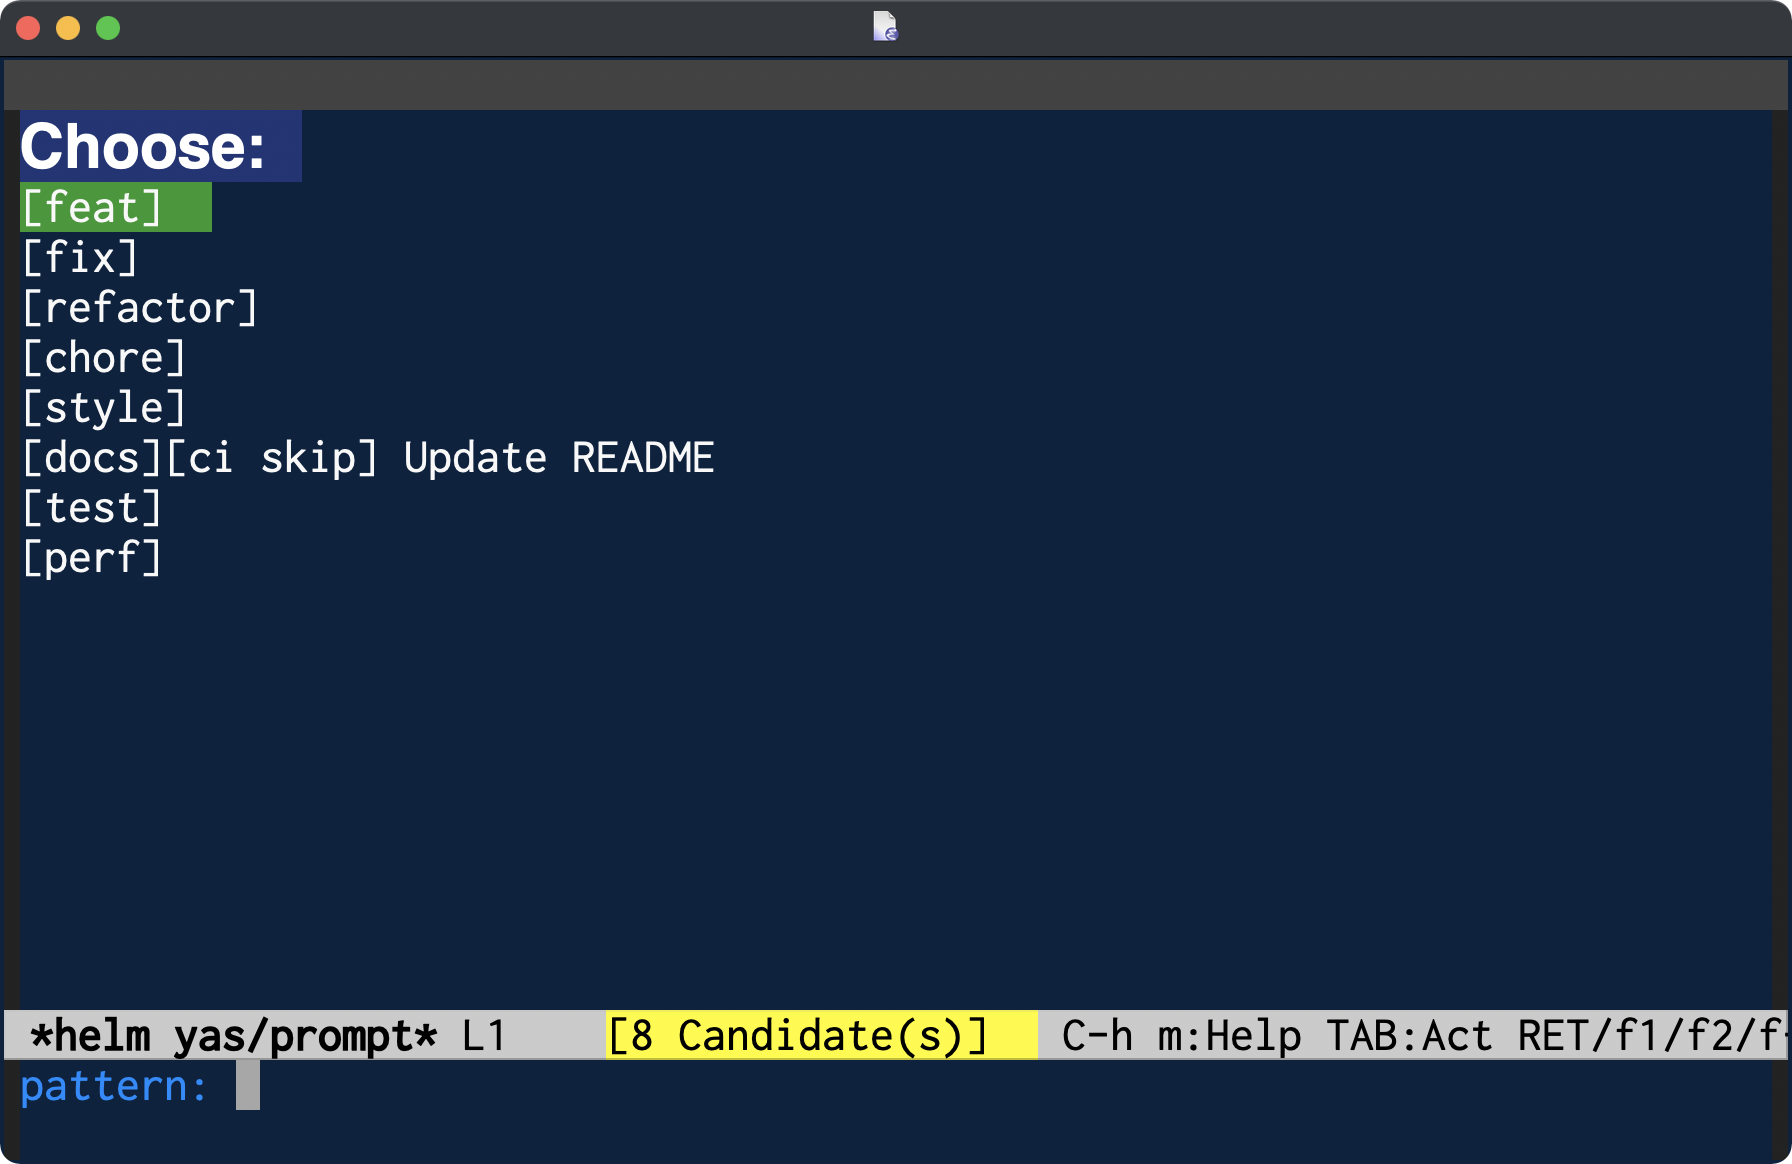 Choose:
[feat]
[fix]
[refactor]
[chore]
[style]
[docs][ci skip] Update README
[test]
[perf]
*helm yas/prompt* L1 [8 Candidate(s)] C-h m:Help TAB:Act RET/f1/f2/f-
pattern: